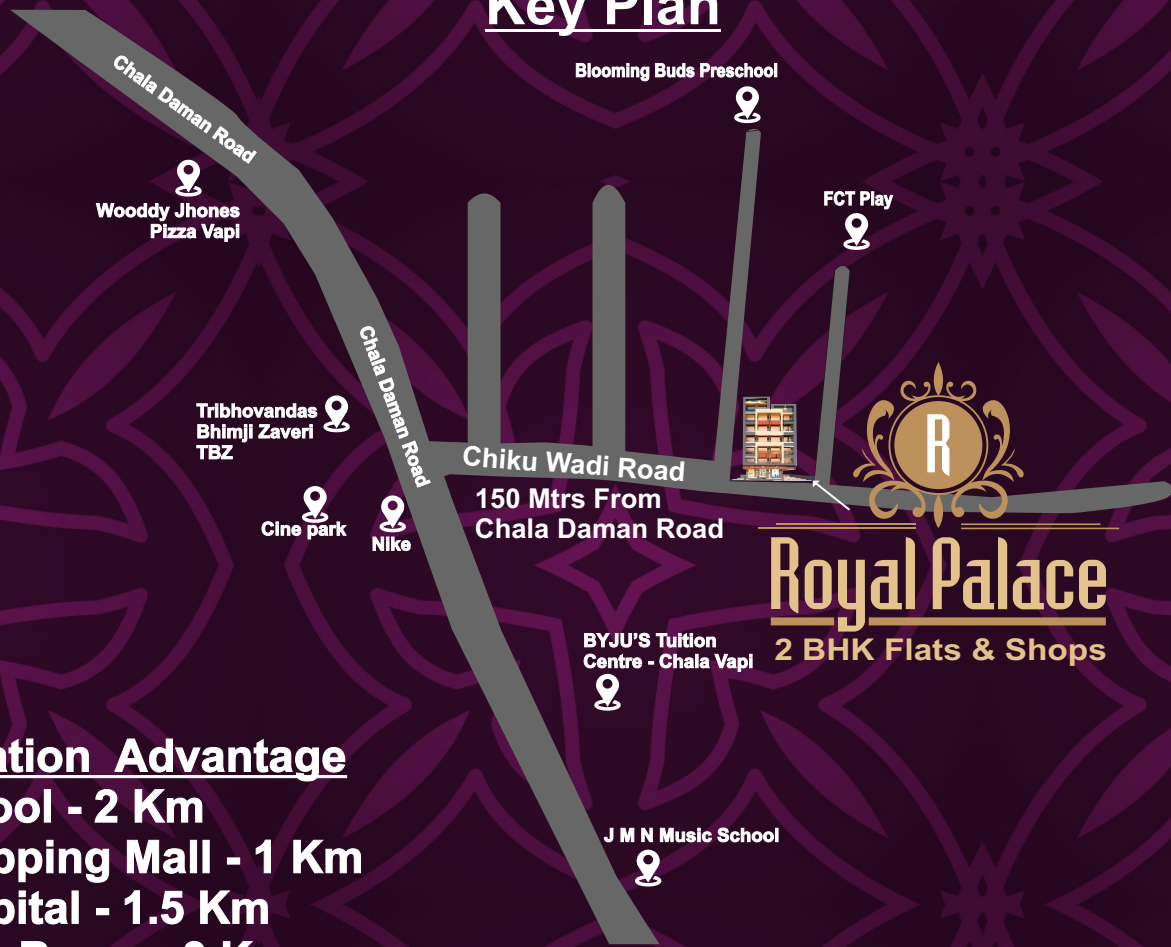 Key Plan
Blooming Buds Preschool
Chala Daman Road
Wooddy Jhones
Pizza Vapi
FCT Play
Chala Daman Road
Tribhovandas
Bhimji Zaveri
TBZ
R
Chiku Wadi Road
150 Mtrs From
Chala Daman Road
Cine park
Nike
Royal Palace
2 BHK Flats & Shops
BYJU'S Tuition
Centre - Chala Vapi
ation Advantage
ool - 2 Km
J M N Music School
pping Mall - 1 Km
pital - 1.5 Km